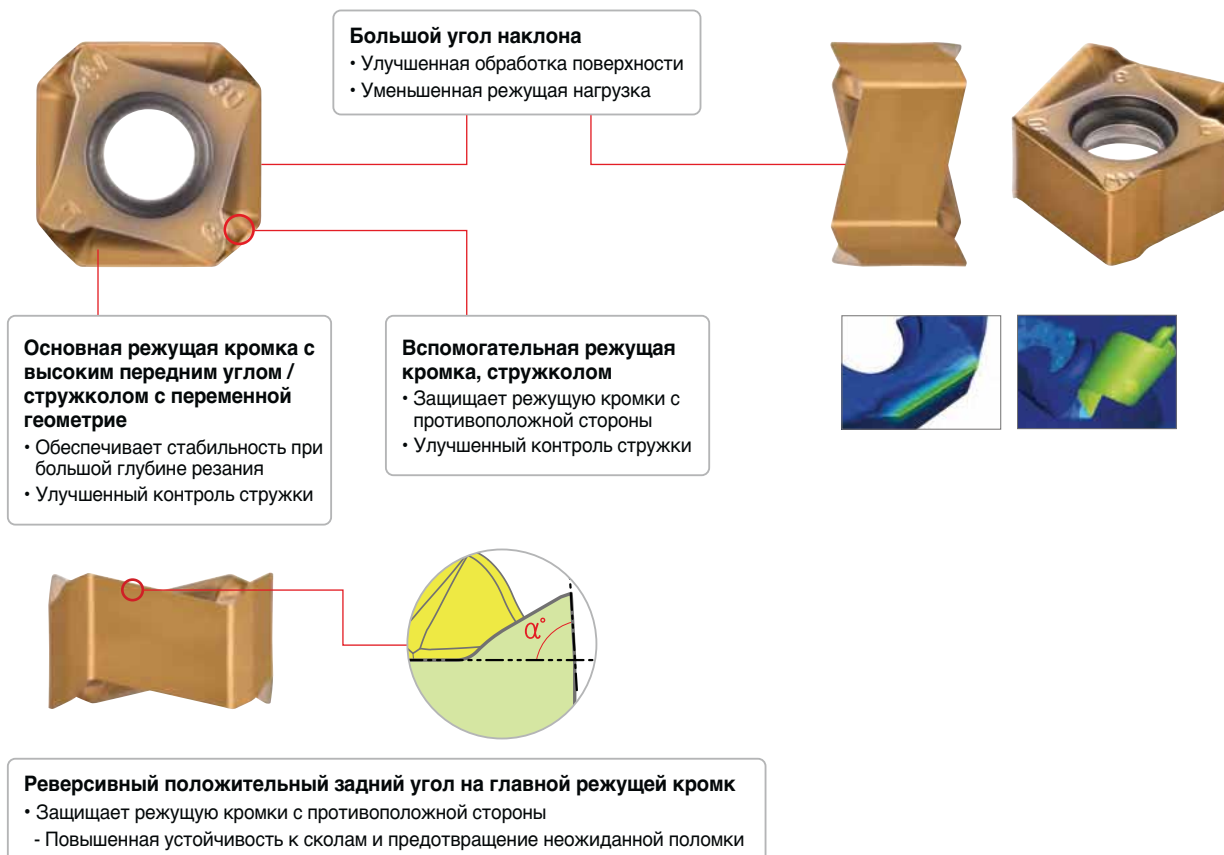 Большой угол наклона
• Улучшенная обработка поверхности
• Уменьшенная режущая нагрузка
Основная режущая кромка с
высоким передним углом /
стружколом с переменной
геометрие
• Обеспечивает стабильность при
большой глубине резания
• Улучшенный контроль стружки
Вспомогательная режущая
кромка, стружколом
• Защищает режущую кромки с
противоположной стороны
• Улучшенный контроль стружки
α°
Реверсивный положительный задний угол на главной режущей кромк
• Защищает режущую кромки с противоположной стороны
- Повышенная устойчивость к сколам и предотвращение неожиданной поломки